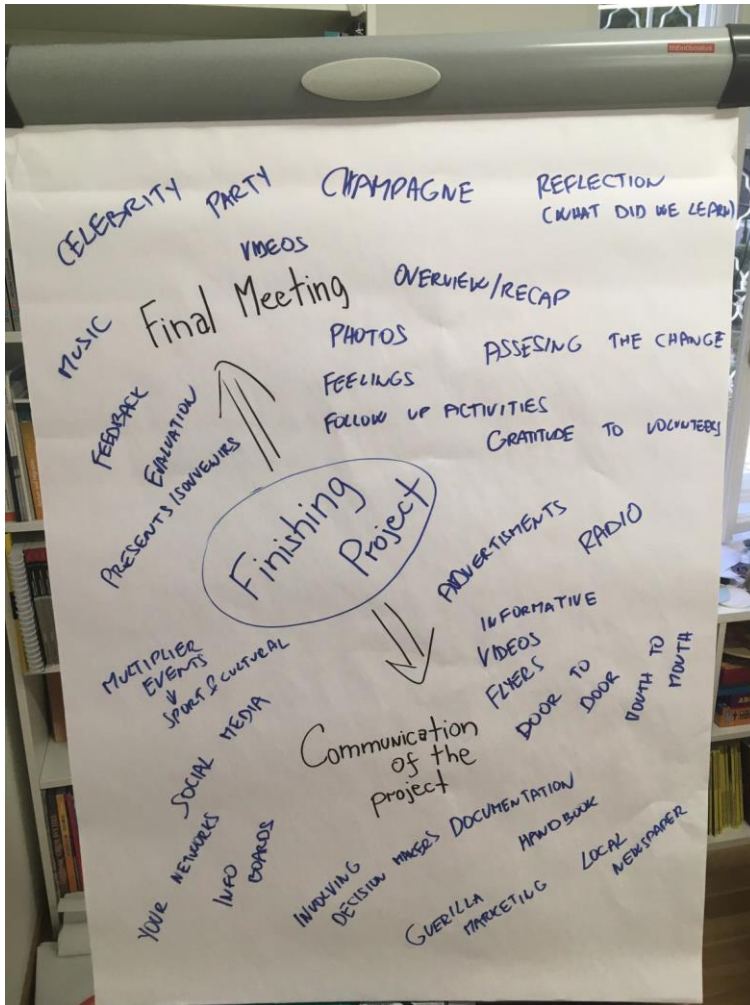 CELEBRITY
PARTY
CHAMPAGNE
REFLECTION
(WHAT DID WE LEARN)
VIDEOS
Final Meeting
OVERVIEW/RECAP
MUSIC
PHOTOS
ASSESING THE CHANGE
FEELINGS
FOLLOW UP ACTIVITIES
GRATITUDE TO VOLUNTEERS
FEEDBACK
EVALUATION
PRESENTS/SOUVENIRS
Finishing
Project
ADVERTISMENTS
RADIO
INFORMATIVE
VIDEOS
FLYERS
DOOR TO
DOOR
MOUTH TO
MOUTH
MULTIPLIER
EVENTS
SPORT & CULTURAL
SOCIAL MEDIA
Communication
of the
project
YOUR NETWORKS
INFO
BOARDS
INVOLVING
DECISION MAKERS
DOCUMENTATION
HANDBOOK
GUERILLA
MARKETING
LOCAL
NEWSPAPER